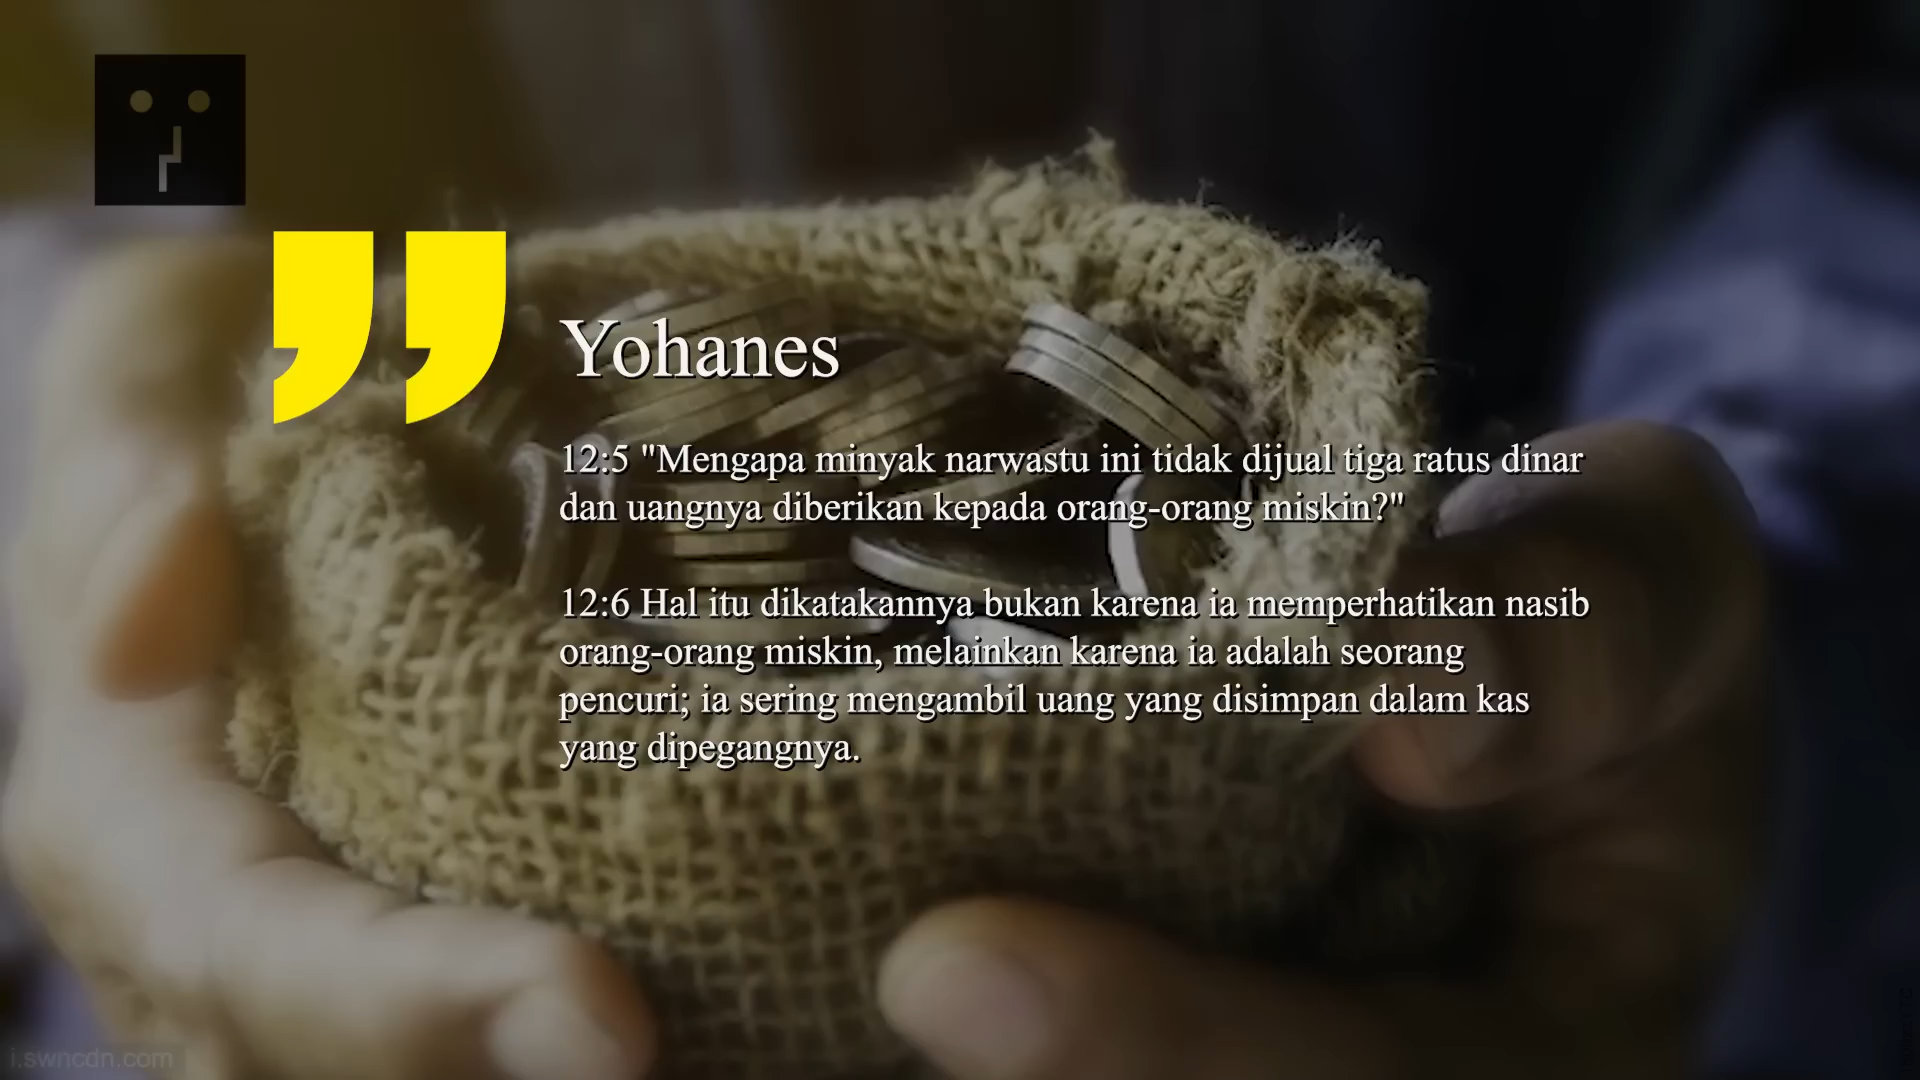 Yohanes
12:5 "Mengapa minyak narwastu ini tidak dijual tiga ratus dinar
dan uangnya diberikan kepada orang-orang miskin?"
12:6 Hal itu dikatakannya bukan karena ia memperhatikan nasib
orang-orang miskin, melainkan karena ia adalah seorang
pencuri; ia sering mengambil uang yang disimpan dalam kas
yang dipegangnya.
i.swncdn.com